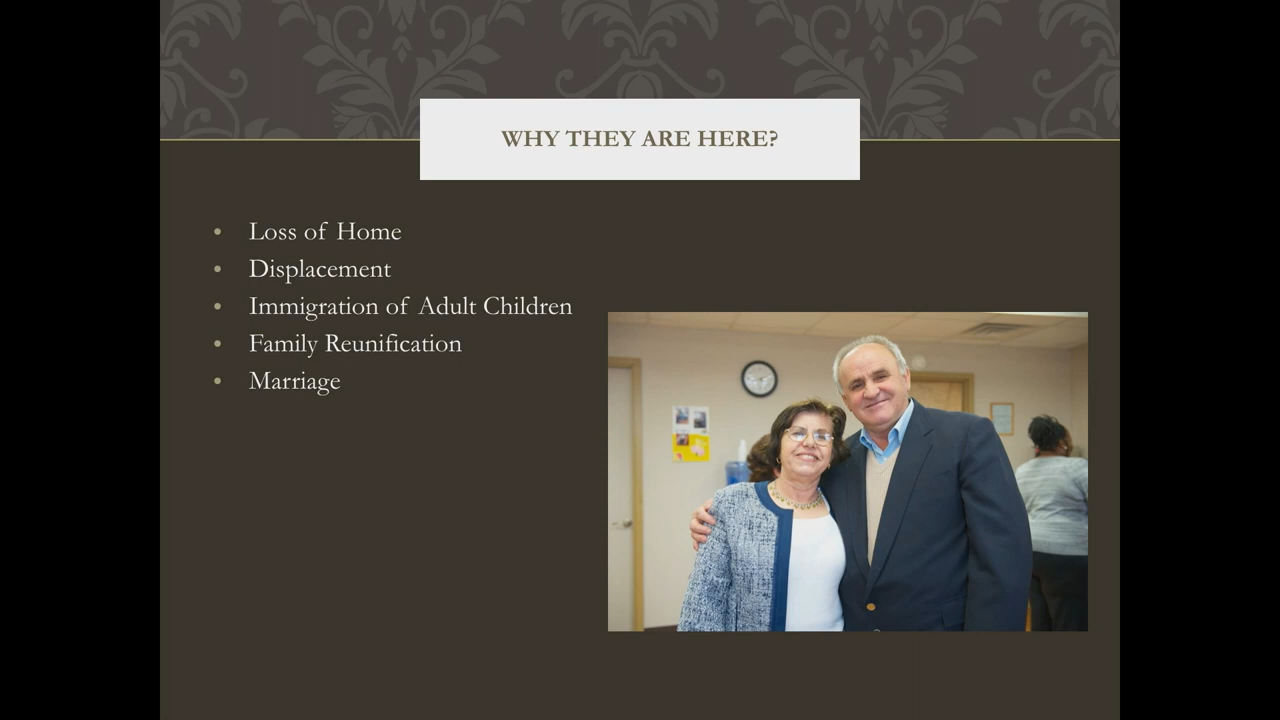 WHY THEY ARE HERE?
• Loss of Home
• Displacement
• Immigration of Adult Children
• Family Reunification
• Marriage